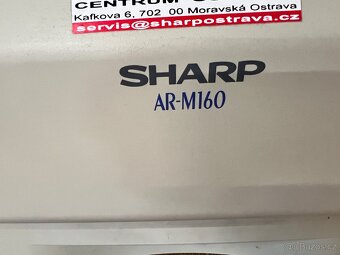 CENTRUM
Kafkova 6, 702 00 Moravská Ostrava
servis@sharpostrava.cz
SHARP
AR-M160